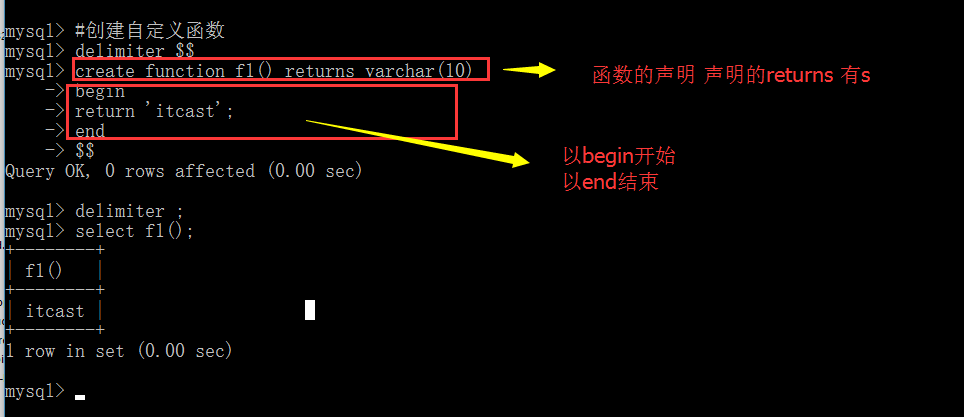 mysql> #创建自定义函数
mysql> delimiter $$
mysql> create function f1() returns varchar(10)
函数的声明 声明的returns 有s
-> begin
-> return 'itcast';
-> end
-> $$
以begin开始
以end结束
Query OK, 0 rows affected (0.00 sec)
mysql> delimiter ;
mysql> select f1();
+--------+
| f1()   |
+--------+
| itcast |
+--------+
1 row in set (0.00 sec)
mysql>